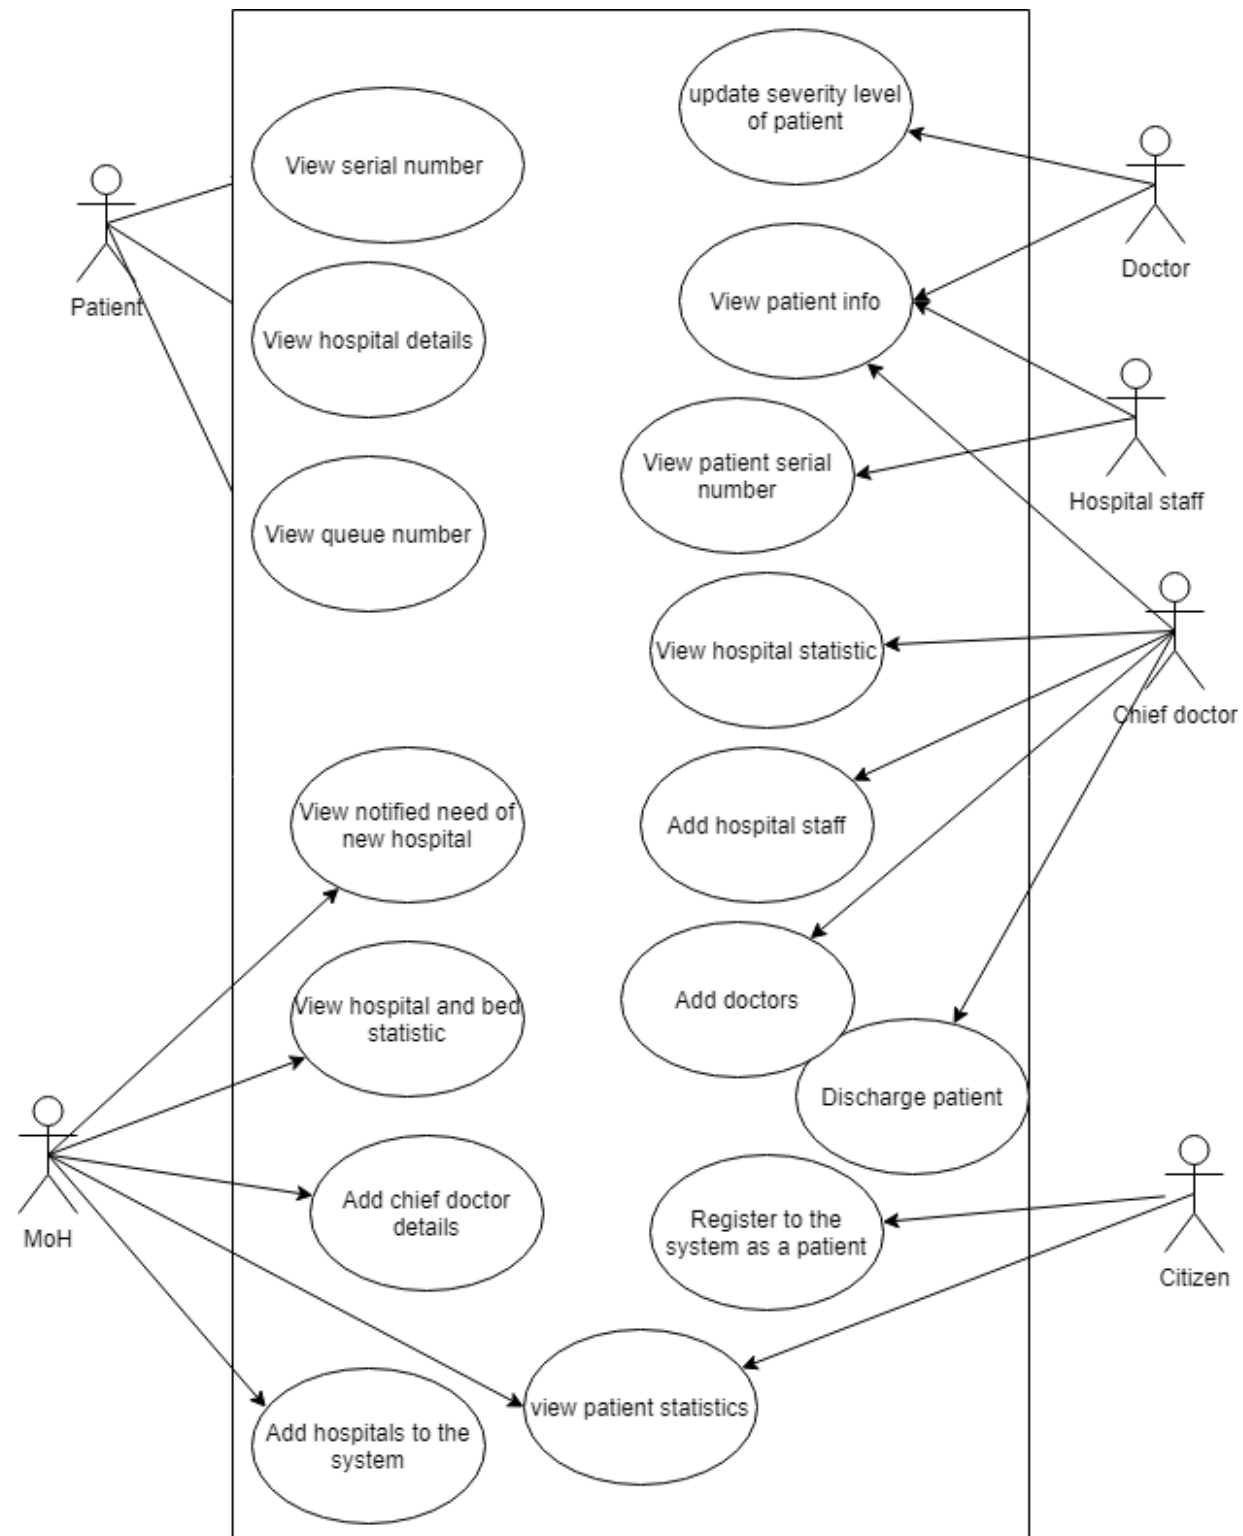 update severity level
of patient
View serial number
Doctor
Patient
View patient info
View hospital details
View patient serial
number
Hospital staff
View queue number
View hospital statistic
Chief doctor
View notified need of
new hospital
Add hospital staff
View hospital and bed
statistic
Add doctors
Discharge patient
Add chief doctor
details
MoH
Register to the
system as a patient
Citizen
view patient statistics
Add hospitals to the
system